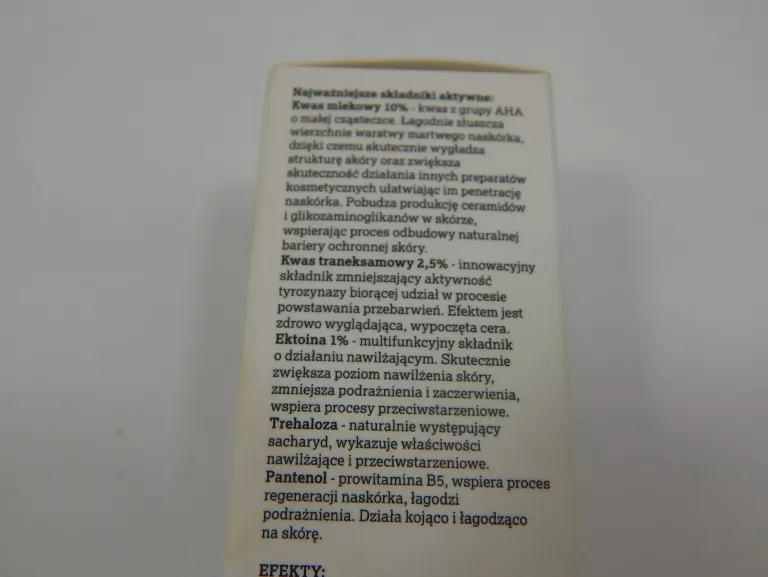 Najważniejsze składniki aktywne:
Kwas mlekowy 10% - kwas z grupy AHA
o małej cząsteczce. Łagodnie złuszcza
wierzchnie warstwy martwego naskórka,
dzięki czemu skutecznie wygładza
strukturę skóry oraz zwiększa
skuteczność działania innych preparatów
kosmetycznych ułatwiając im penetrację
naskórka. Pobudza produkcję ceramidów
i glikozaminoglikanów w skórze,
wspierając proces odbudowy naturalnej
bariery ochronnej skóry.
Kwas traneksamowy 2,5% - innowacyjny
składnik zmniejszający aktywność
tyrozynazy biorącej udział w procesie
powstawania przebarwień. Efektem jest
zdrowo wyglądająca, wypoczęta cera.
Ektoina 1% - multifunkcyjny składnik
o działaniu nawilżającym. Skutecznie
zwiększa poziom nawilżenia skóry,
zmniejsza podrażnienia i zaczerwienia,
wspiera procesy przeciwstarzeniowe.
Trehaloza - naturalnie występujący
sacharyd, wykazuje właściwości
nawilżające i przeciwstarzeniowe.
Pantenol - prowitamina B5, wspiera proces
regeneracji naskórka, łagodzi
podrażnienia. Działa kojąco i łagodząco
na skórę.
EFEKTY: